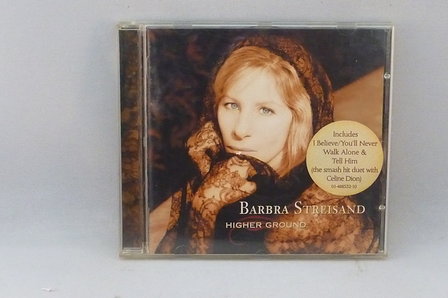 Includes
I Believe/You'll Never
Walk Alone &
Tell Him
(the smash hit duet with
Celine Dion)
BARBRA STREISAND
HIGHER GROUND